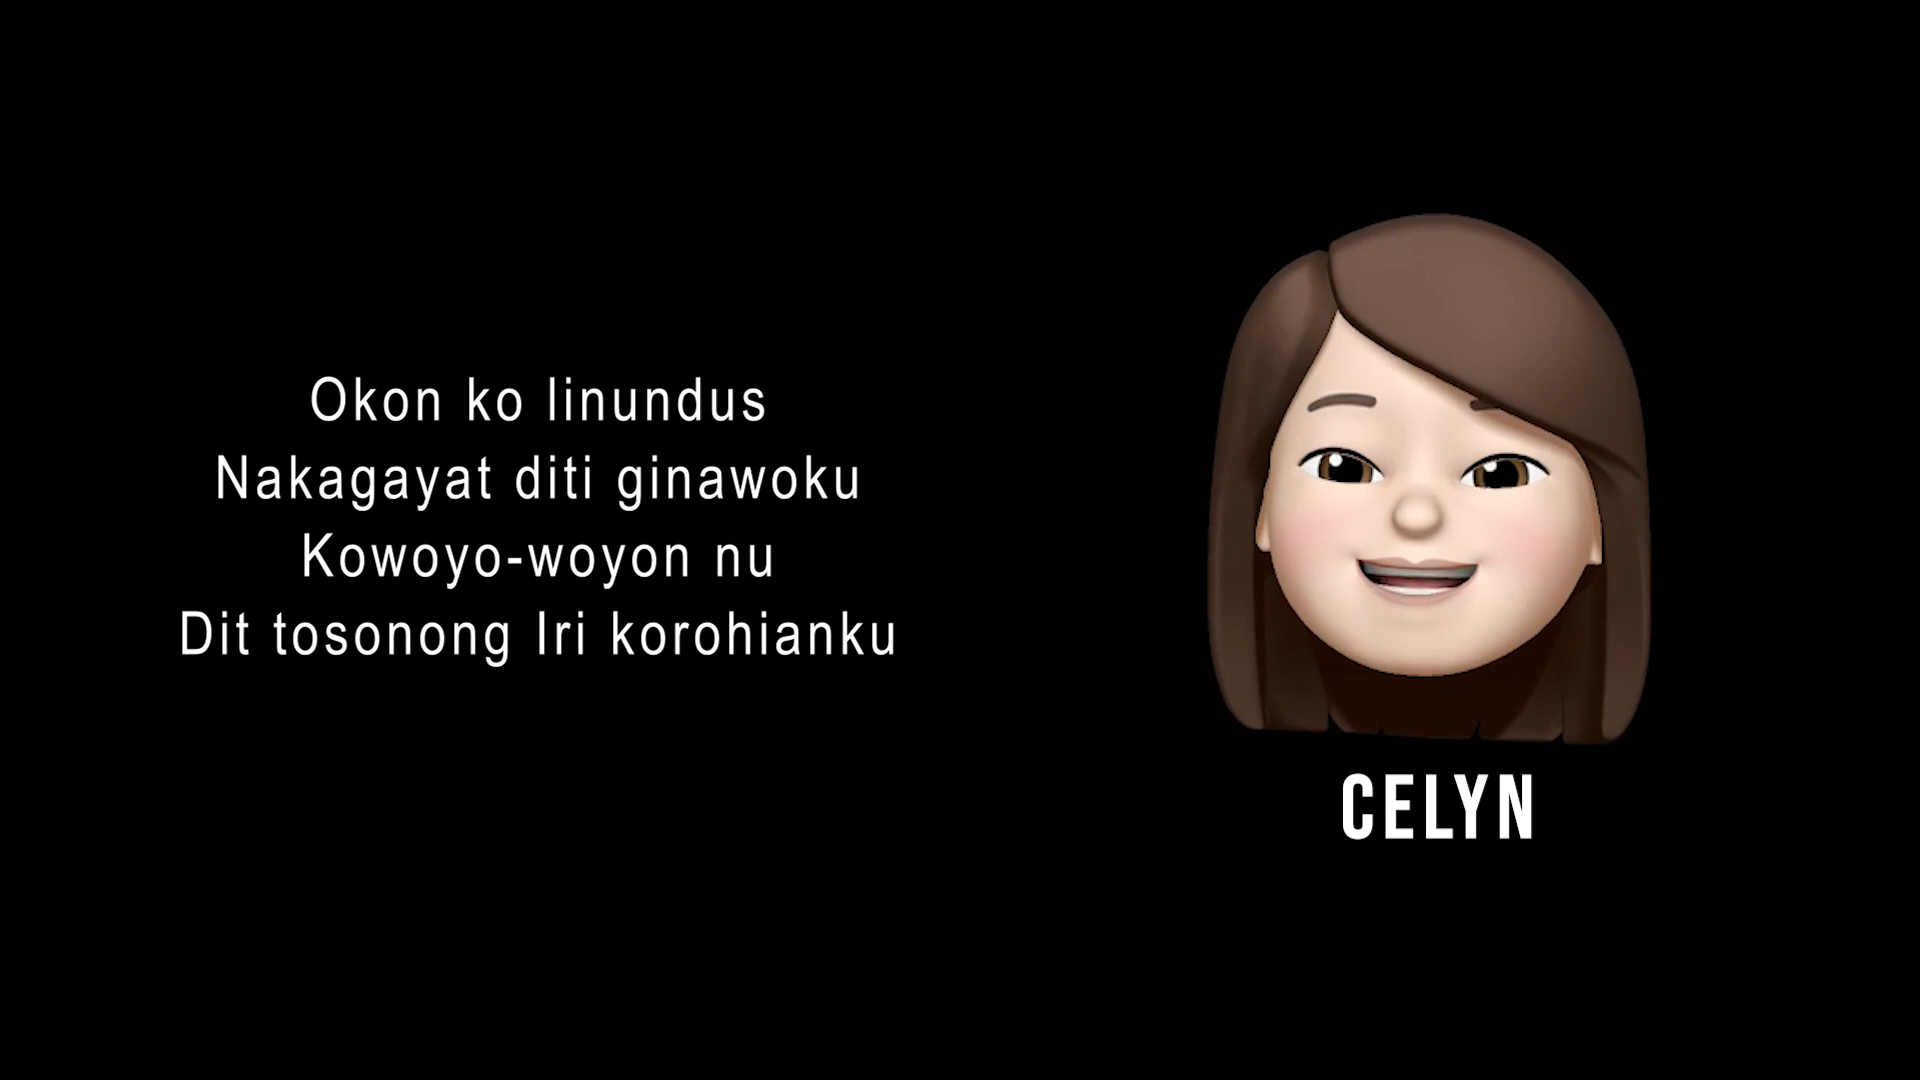 Okon ko linundus
Nakagayat diti ginawoku
Kowoyo-woyon nu
Dit tosonong Iri korohianku
CELYN